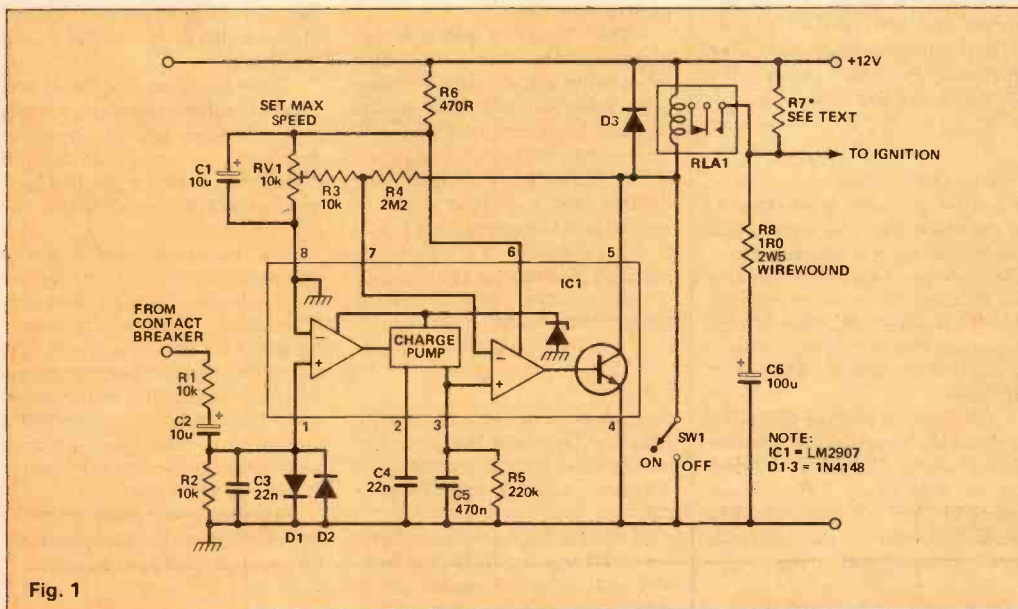 +12V
R6
470R
SET MAX
SPEED
D3
RLA1
R7*
SEE TEXT
C1
10u
+
RV1
10k
R3
10k
R4
2M2
TO IGNITION
8
7
6
5
IC1
R8
1R0
2W5
WIREWOUND
FROM
CONTACT
BREAKER
CHARGE
PUMP
R1
10k
+
C2
10u
+
C6
100u
1
2
3
4
SW1
ON
OFF
NOTE:
IC1 = LM2907
D1-3 = 1N4148
R2
10k
C3
22n
C4
22n
C5
470n
R5
220k
D1
D2
Fig. 1